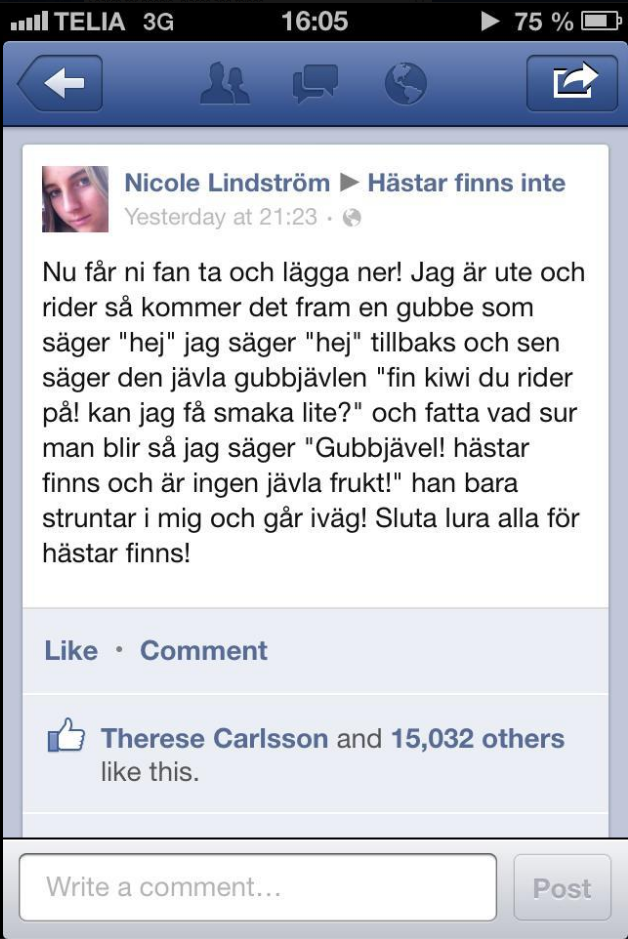 TELIA 3G 16:05 75 %
Nicole Lindström ▶ Hästar finns inte
Yesterday at 21:23 ·
Nu får ni fan ta och lägga ner! Jag är ute och
rider så kommer det fram en gubbe som
säger "hej" jag säger "hej" tillbaks och sen
säger den jävla gubbjävlen "fin kiwi du rider
på! kan jag få smaka lite?" och fatta vad sur
man blir så jag säger "Gubbjävel! hästar
finns och är ingen jävla frukt!" han bara
struntar i mig och går iväg! Sluta lura alla för
hästar finns!
Like · Comment
Therese Carlsson and 15,032 others
like this.
Write a comment... Post